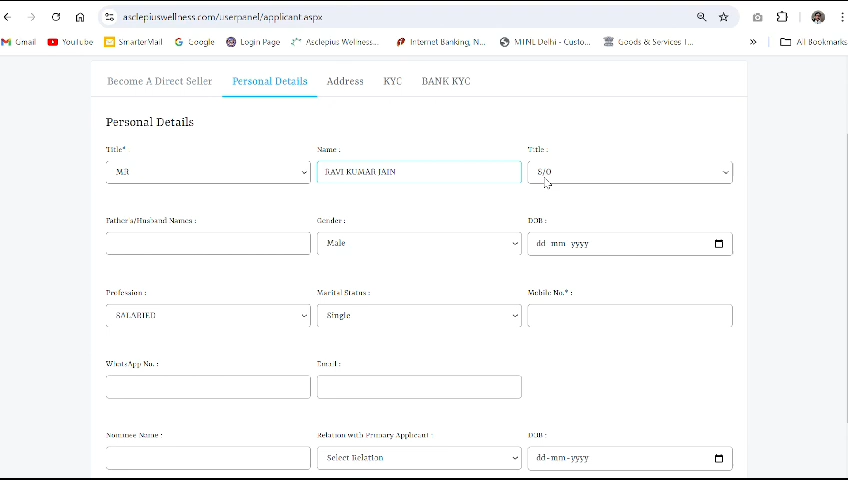 asclepiuswellness.com/userpanel/applicant.aspx
Gmail YouTube SmarterMail Google Login Page Asclepius Wellness... Internet Banking, N... MTNL Delhi - Custo... Goods & Services T... » All Bookmarks
Become A Direct Seller Personal Details Address KYC BANK KYC
Personal Details
Title* Name : Title :
MR RAVI KUMAR JAIN S/O
Father's/Husband Names : Gender : DOB :
Male dd-mm-yyyy
Profession : Marital Status : Mobile No.* :
SALARIED Single
WhatsApp No. : Email :
Nominee Name : Relation with Primary Applicant : DOB :
Select Relation dd-mm-yyyy